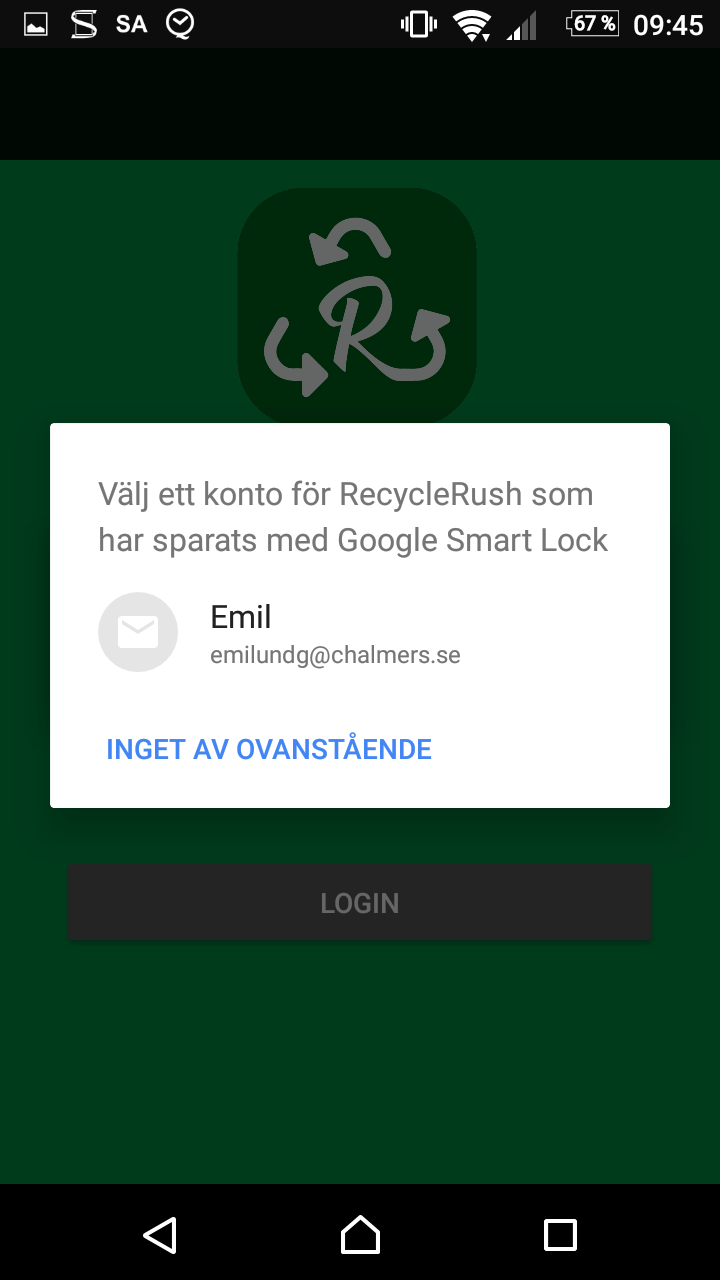 SA 67 % 09:45
R
Välj ett konto för RecycleRush som
har sparats med Google Smart Lock
Emil
emilundg@chalmers.se
INGET AV OVANSTÅENDE
LOGIN